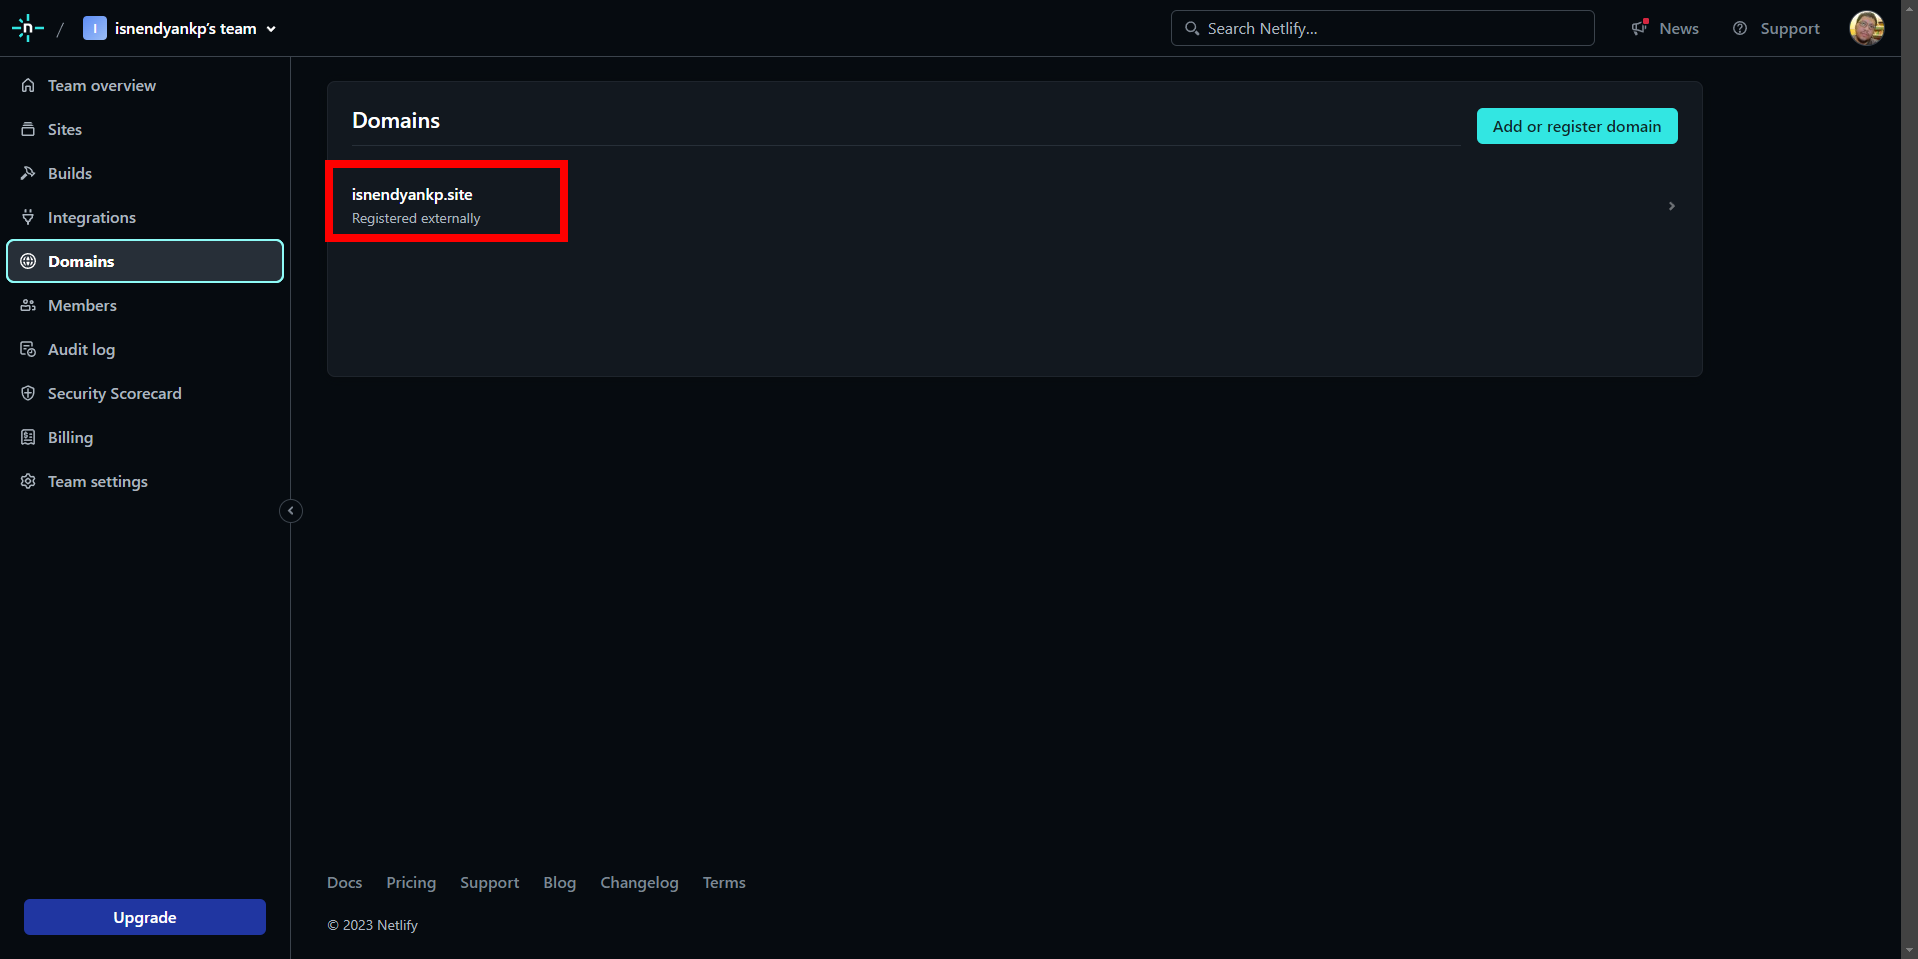 n / I isnendyankp's team
Search Netlify...
News
Support
Team overview
Sites
Builds
Integrations
Domains
Members
Audit log
Security Scorecard
Billing
Team settings
Upgrade
Domains
Add or register domain
isnendyankp.site
Registered externally
Docs Pricing Support Blog Changelog Terms
© 2023 Netlify